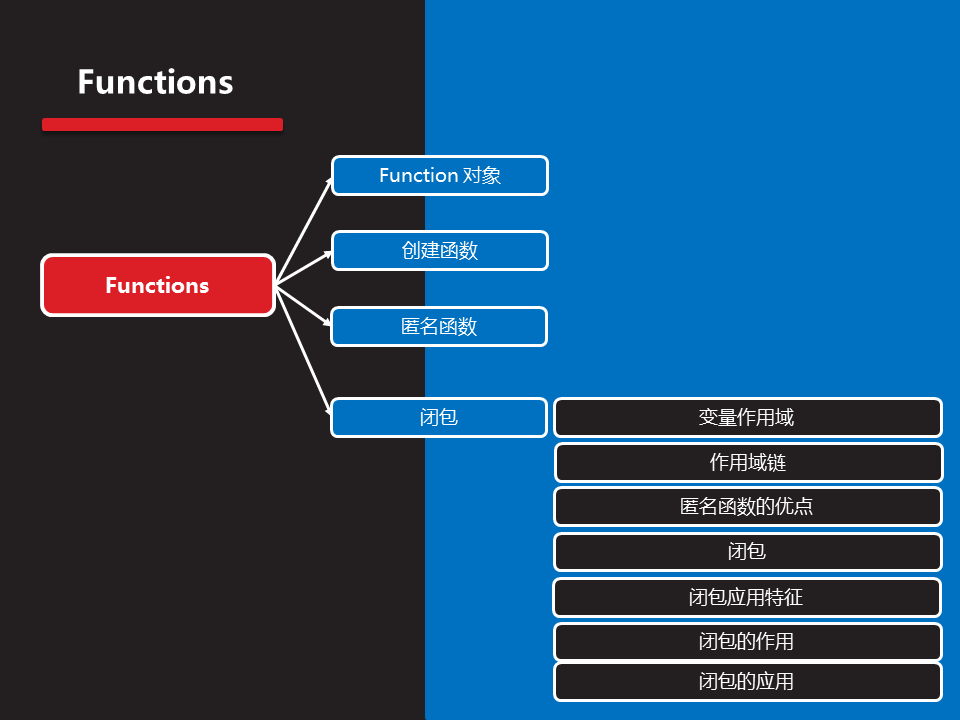 Functions
Function 对象
创建函数
Functions
匿名函数
闭包
变量作用域
作用域链
匿名函数的优点
闭包
闭包应用特征
闭包的作用
闭包的应用